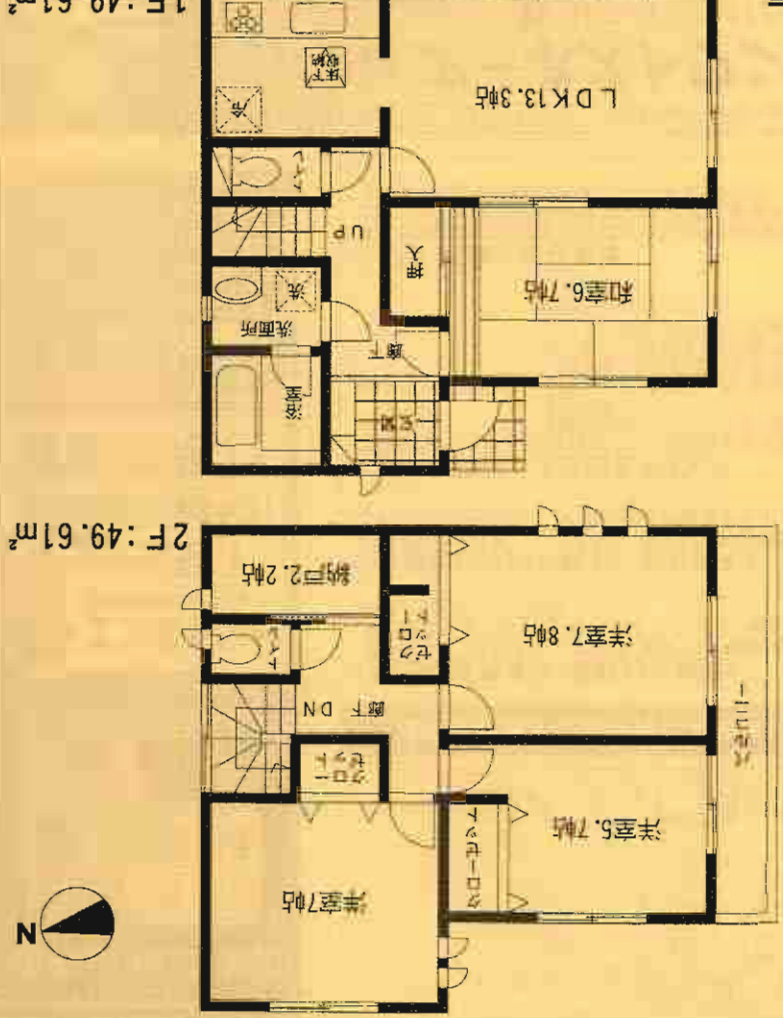 洋室7帖
N
洋室5.7帖
クローゼット
クロー
ゼット
廊下 DN
バルコニー
洋室7.8帖
クロー
ゼット
トイレ
納戸2.2帖
2F:49.61m²
玄関
浴室
廊下
洗面所
洗
和室6.7帖
押入
UP
トイレ
LDK13.3帖
冷
床下
収納
1F:49.61m²